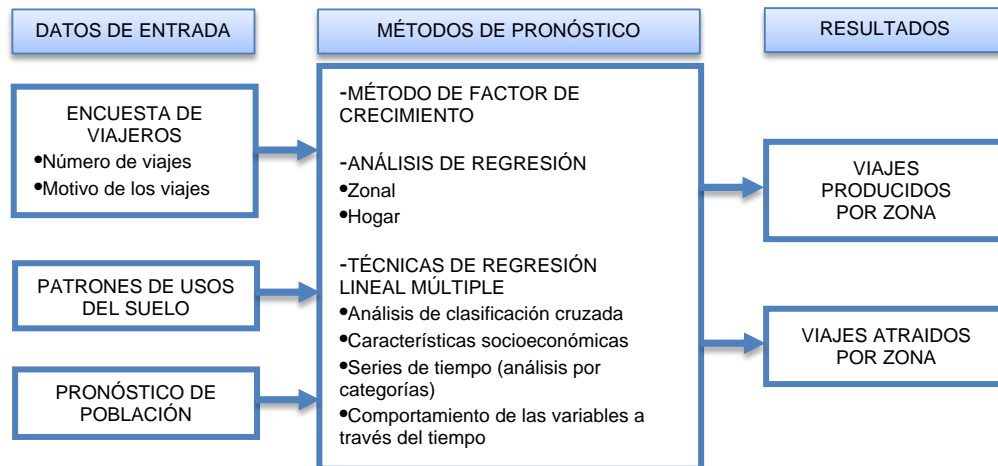 DATOS DE ENTRADA
ENCUESTA DE
VIAJEROS
•Número de viajes
•Motivo de los viajes
PATRONES DE USOS
DEL SUELO
PRONÓSTICO DE
POBLACIÓN
MÉTODOS DE PRONÓSTICO
-MÉTODO DE FACTOR DE
CRECIMIENTO
-ANÁLISIS DE REGRESIÓN
•Zonal
•Hogar
-TÉCNICAS DE REGRESIÓN
LINEAL MÚLTIPLE
•Análisis de clasificación cruzada
•Características socioeconómicas
•Series de tiempo (análisis por
categorías)
•Comportamiento de las variables a
través del tiempo
RESULTADOS
VIAJES
PRODUCIDOS
POR ZONA
VIAJES ATRAIDOS
POR ZONA